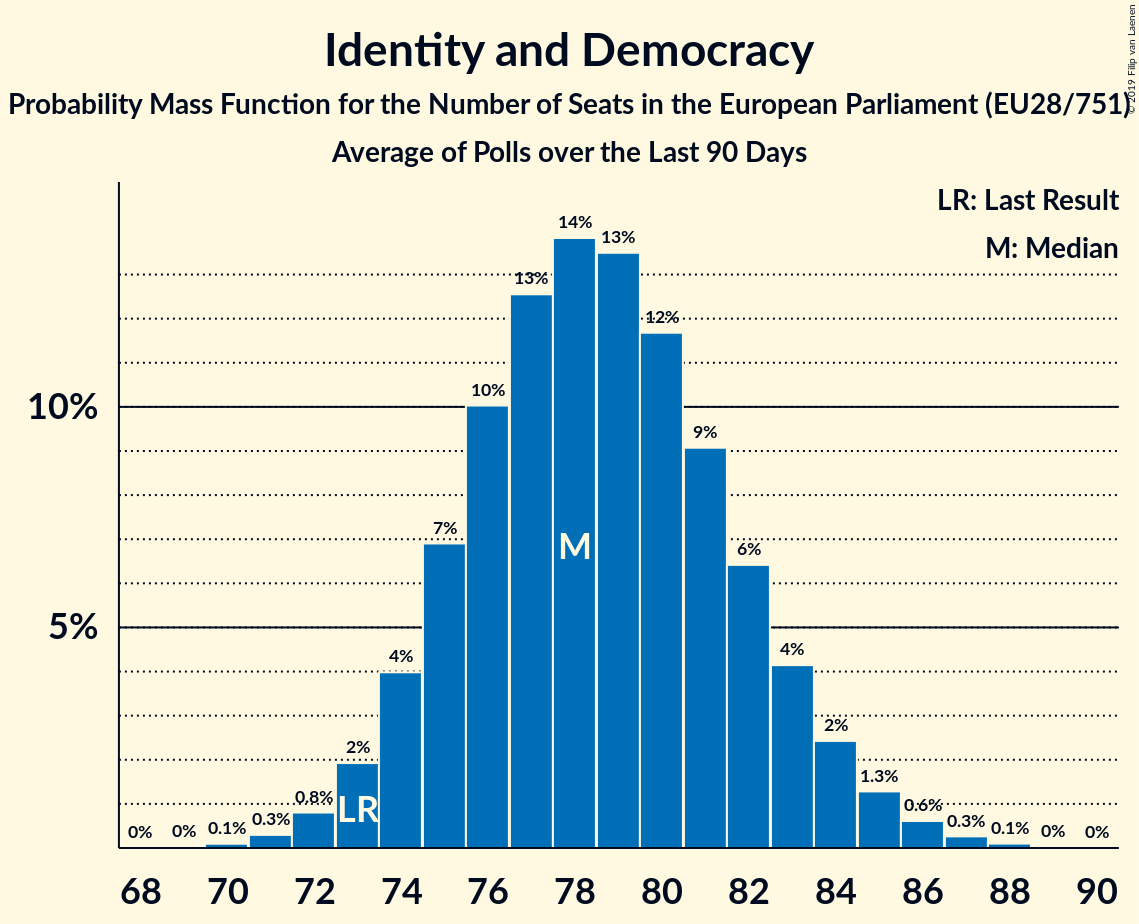 Identity and Democracy
Probability Mass Function for the Number of Seats in the European Parliament (EU28/751)
Average of Polls over the Last 90 Days
© 2019 Filip van Laenen
LR: Last Result
M: Median
14%
13%
13%
12%
10%
10%
9%
7%
6%
M
5%
4%
4%
2%
2%
1.3%
0.8%
LR
0.6%
0.3%
0.3%
0.1%
0.1%
0%
0%
0%
0%
68 70 72 74 76 78 80 82 84 86 88 90